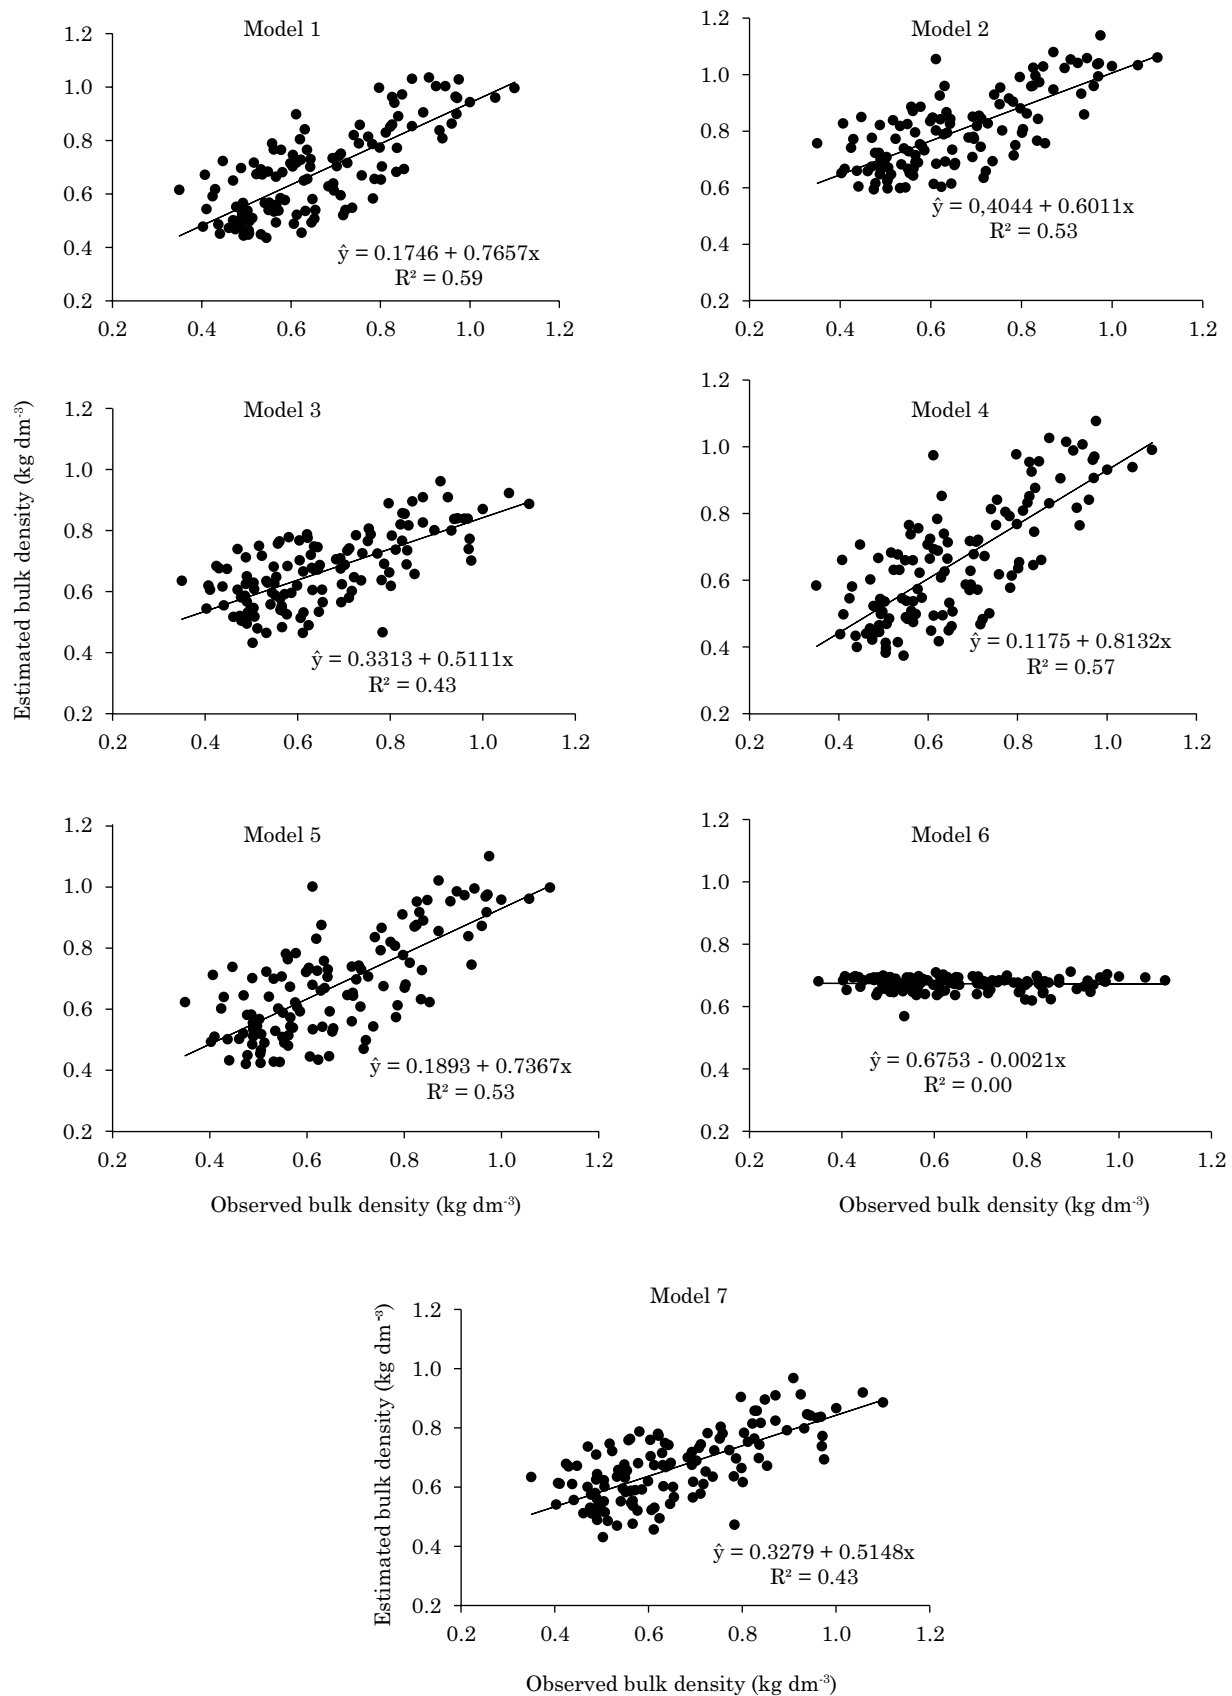 Model 1
1.2
1.0
0.8
0.6
0.4
0.2
ŷ = 0.1746 + 0.7657x
R² = 0.59
0.2 0.4 0.6 0.8 1.0 1.2
Model 2
1.2
1.0
0.8
0.6
0.4
0.2
ŷ = 0,4044 + 0.6011x
R² = 0.53
0.2 0.4 0.6 0.8 1.0 1.2
Estimated bulk density (kg dm⁻³)
Model 3
1.2
1.0
0.8
0.6
0.4
0.2
ŷ = 0.3313 + 0.5111x
R² = 0.43
0.2 0.4 0.6 0.8 1.0 1.2
Model 4
1.2
1.0
0.8
0.6
0.4
0.2
ŷ = 0.1175 + 0.8132x
R² = 0.57
0.2 0.4 0.6 0.8 1.0 1.2
Model 5
1.2
1.0
0.8
0.6
0.4
0.2
ŷ = 0.1893 + 0.7367x
R² = 0.53
0.2 0.4 0.6 0.8 1.0 1.2
Observed bulk density (kg dm⁻³)
Model 6
1.2
1.0
0.8
0.6
0.4
0.2
ŷ = 0.6753 - 0.0021x
R² = 0.00
0.2 0.4 0.6 0.8 1.0 1.2
Observed bulk density (kg dm⁻³)
Model 7
Estimated bulk density (kg dm⁻³)
1.2
1.0
0.8
0.6
0.4
0.2
ŷ = 0.3279 + 0.5148x
R² = 0.43
0.2 0.4 0.6 0.8 1.0 1.2
Observed bulk density (kg dm⁻³)